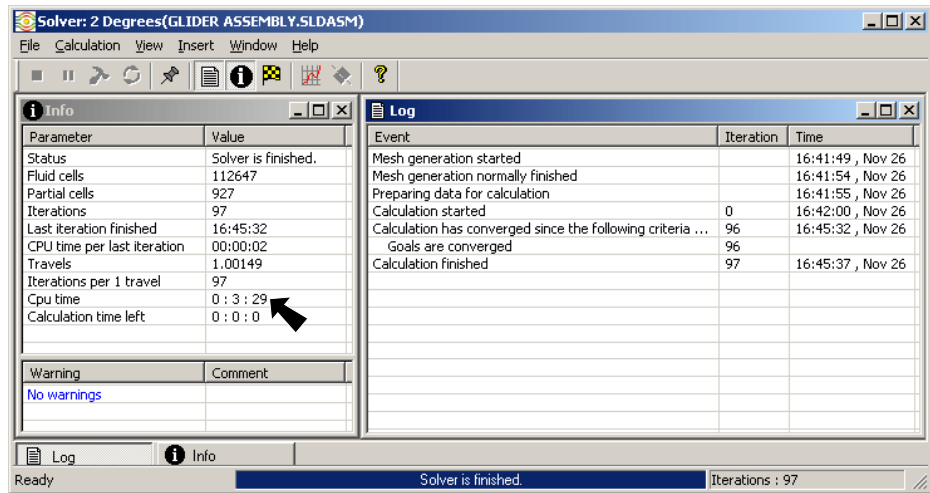 Solver: 2 Degrees(GLIDER ASSEMBLY.SLDASM)
File Calculation View Insert Window Help
Info
Parameter Value
Status Solver is finished.
Fluid cells 112647
Partial cells 927
Iterations 97
Last iteration finished 16:45:32
CPU time per last iteration 00:00:02
Travels 1.00149
Iterations per 1 travel 97
Cpu time 0 : 3 : 29
Calculation time left 0 : 0 : 0
Warning Comment
No warnings
Log
Event Iteration Time
Mesh generation started 16:41:49 , Nov 26
Mesh generation normally finished 16:41:54 , Nov 26
Preparing data for calculation 16:41:55 , Nov 26
Calculation started 0 16:42:00 , Nov 26
Calculation has converged since the following criteria ... 96 16:45:32 , Nov 26
Goals are converged 96
Calculation finished 97 16:45:37 , Nov 26
Log Info
Ready Solver is finished. Iterations : 97